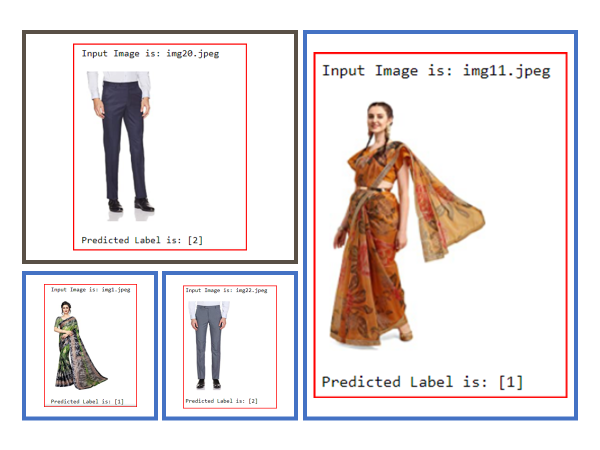 Input Image is: img20.jpeg
Predicted Label is: [2]
Input Image is: img11.jpeg
Predicted Label is: [1]
Input Image is: img1.jpeg
Predicted Label is: [1]
Input Image is: img22.jpeg
Predicted Label is: [2]